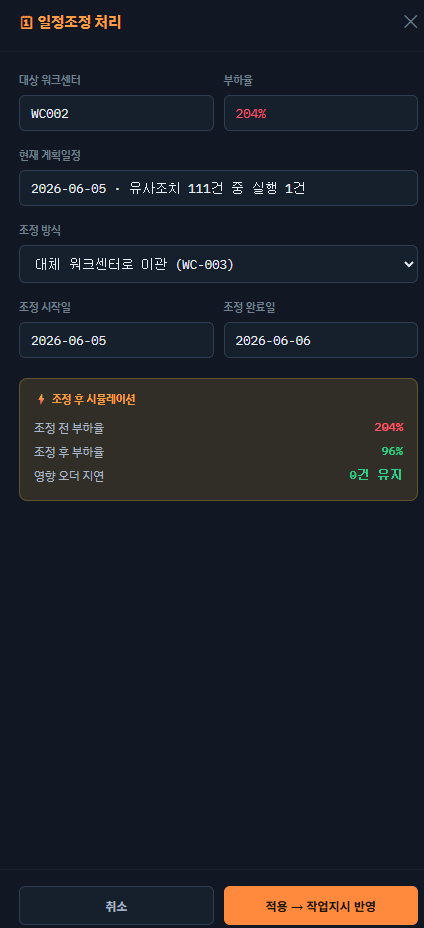 일정조정 처리
대상 워크센터
부하율
WC002
204%
현재 계획일정
2026-06-05 · 유사조치 111건 중 실행 1건
조정 방식
대체 워크센터로 이관 (WC-003)
조정 시작일
조정 완료일
2026-06-05
2026-06-06
조정 후 시뮬레이션
조정 전 부하율
204%
조정 후 부하율
96%
영향 오더 지연
0건 유지
취소
적용 → 작업지시 반영